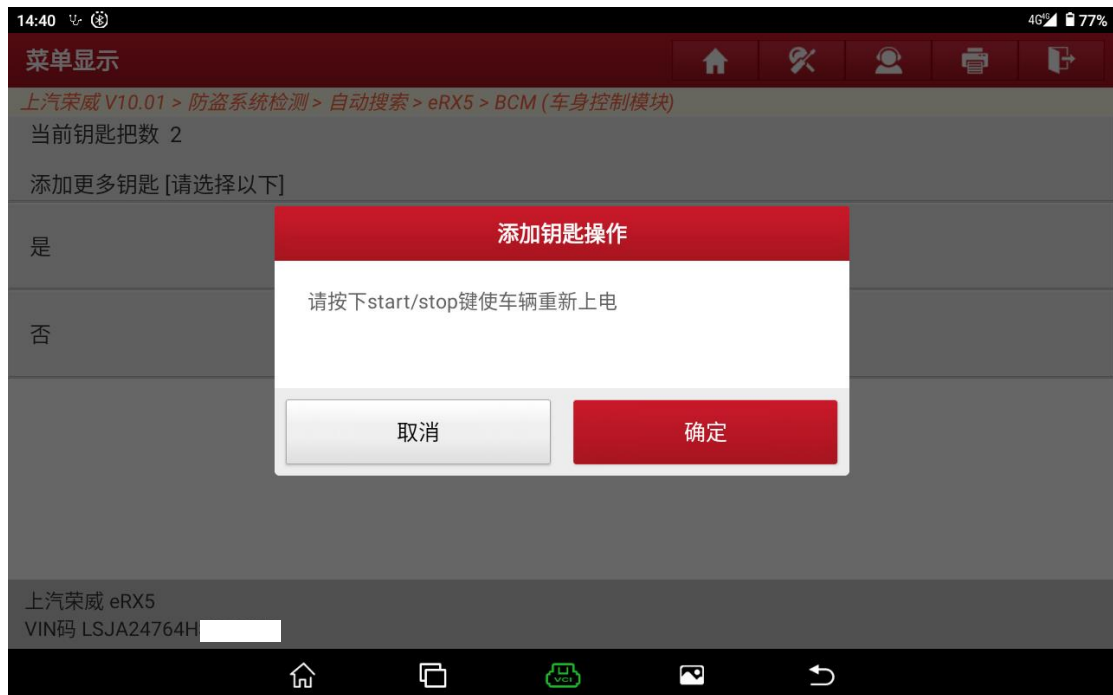 14:40
4G 4G 77%
菜单显示
上汽荣威 V10.01 > 防盗系统检测 > 自动搜索 > eRX5 > BCM (车身控制模块)
当前钥匙把数 2
添加更多钥匙 [请选择以下]
是
否
添加钥匙操作
请按下start/stop键使车辆重新上电
取消
确定
上汽荣威 eRX5
VIN码 LSJA24764H
VCI